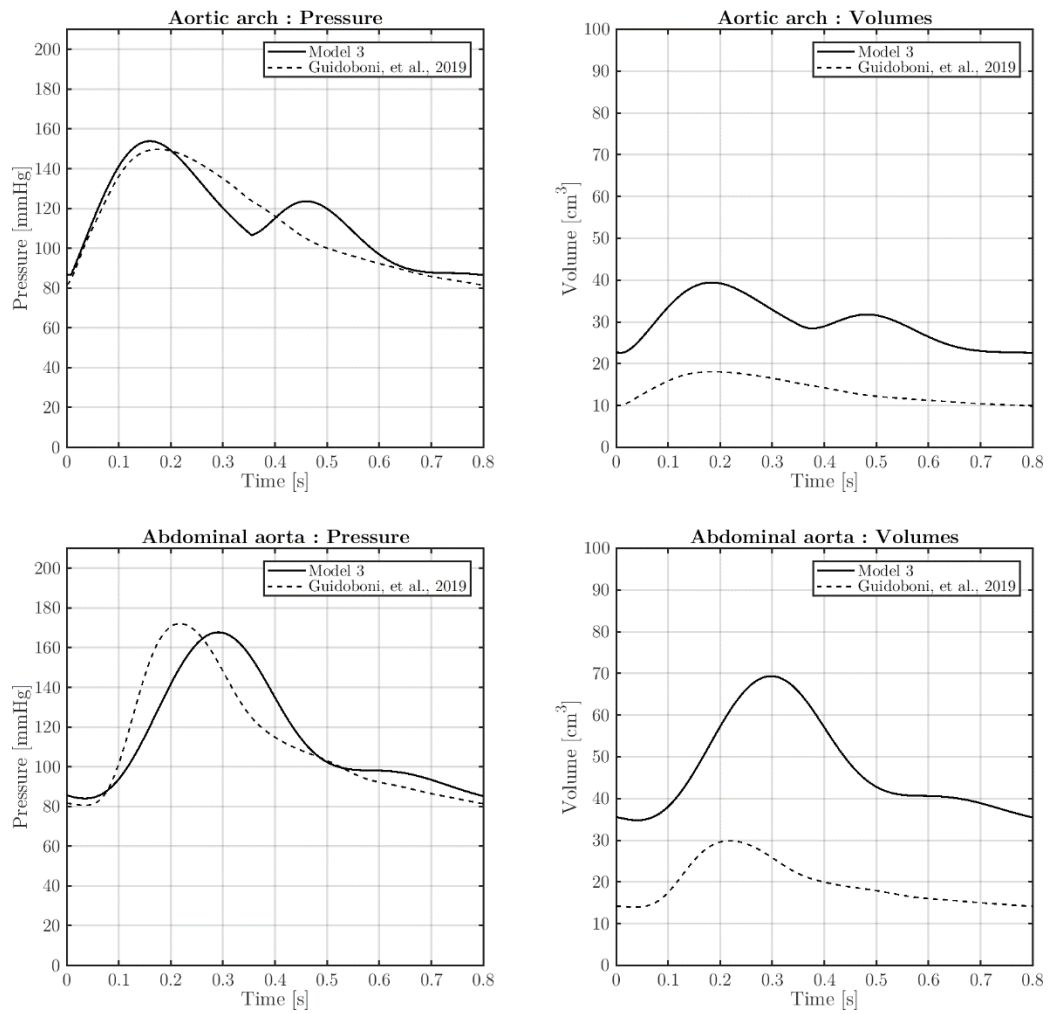 Aortic arch : Pressure
Model 3
Guidoboni, et al., 2019
Pressure [mmHg]
200
180
160
140
120
100
80
60
40
20
0
0 0.1 0.2 0.3 0.4 0.5 0.6 0.7 0.8
Time [s]
Aortic arch : Volumes
Model 3
Guidoboni, et al., 2019
Volume [cm³]
100
90
80
70
60
50
40
30
20
10
0
0 0.1 0.2 0.3 0.4 0.5 0.6 0.7 0.8
Time [s]
Abdominal aorta : Pressure
Model 3
Guidoboni, et al., 2019
Pressure [mmHg]
200
180
160
140
120
100
80
60
40
20
0
0 0.1 0.2 0.3 0.4 0.5 0.6 0.7 0.8
Time [s]
Abdominal aorta : Volumes
Model 3
Guidoboni, et al., 2019
Volume [cm³]
100
90
80
70
60
50
40
30
20
10
0
0 0.1 0.2 0.3 0.4 0.5 0.6 0.7 0.8
Time [s]